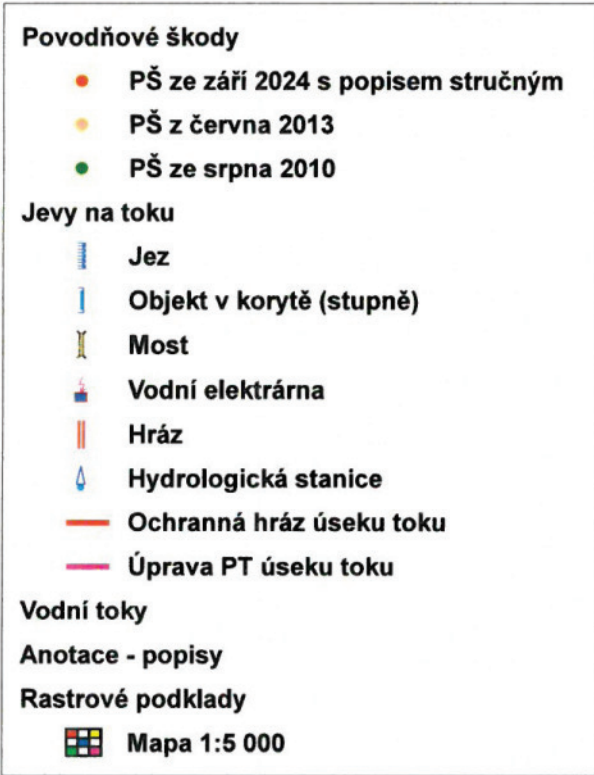 Povodňové škody
PŠ ze září 2024 s popisem stručným
PŠ z června 2013
PŠ ze srpna 2010
Jevy na toku
Jez
Objekt v korytě (stupně)
Most
Vodní elektrárna
Hráz
Hydrologická stanice
Ochranná hráz úseku toku
Úprava PT úseku toku
Vodní toky
Anotace - popisy
Rastrové podklady
Mapa 1:5 000